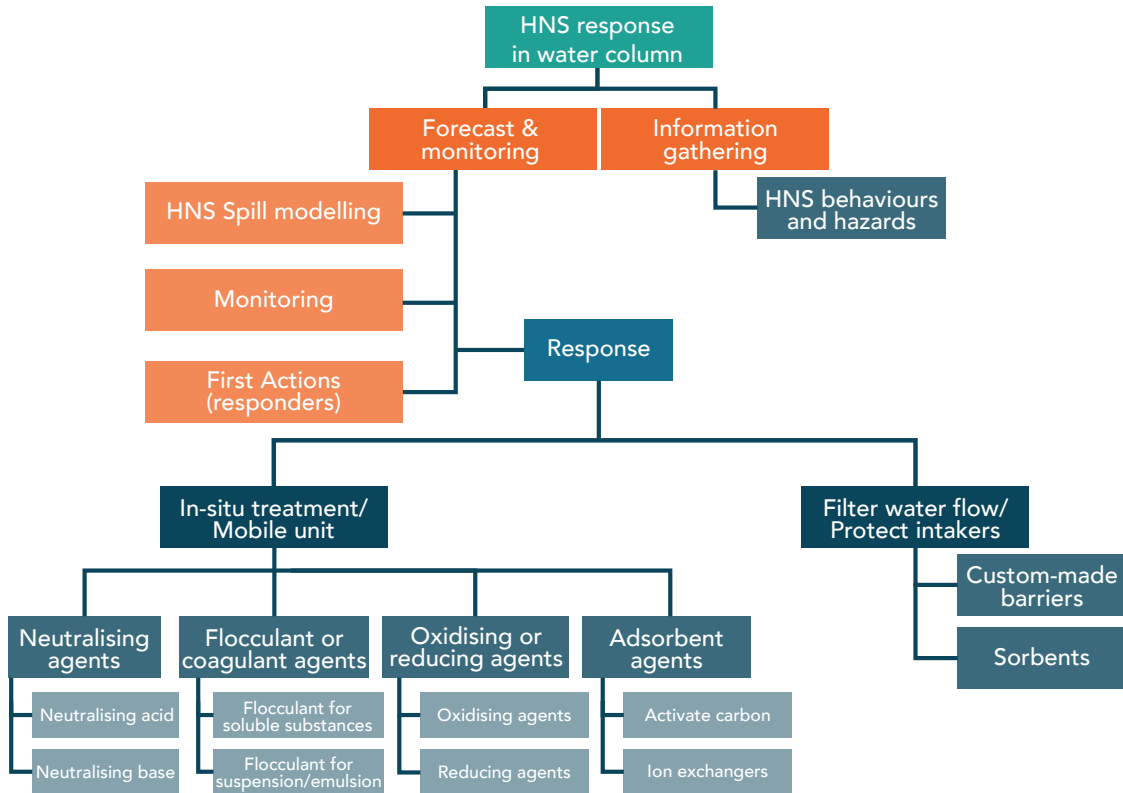 HNS response
in water column
Forecast &
monitoring
Information
gathering
HNS Spill modelling
HNS behaviours
and hazards
Monitoring
Response
First Actions
(responders)
In-situ treatment/
Mobile unit
Filter water flow/
Protect intakers
Custom-made
barriers
Sorbents
Neutralising
agents
Flocculant or
coagulant agents
Oxidising or
reducing agents
Adsorbent
agents
Neutralising acid
Flocculant for
soluble substances
Oxidising agents
Activate carbon
Neutralising base
Flocculant for
suspension/emulsion
Reducing agents
Ion exchangers